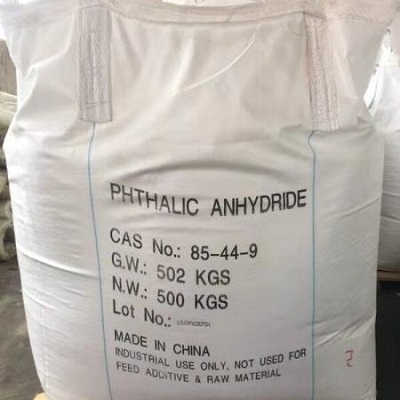 PHTHALIC ANHYDRIDE
CAS No.: 85-44-9
G.W.: 502 KGS
N.W.: 500 KGS
Lot No.:
MADE IN CHINA
INDUSTRIAL USE ONLY, NOT USED FOR
FEED ADDITIVE & RAW MATERIAL